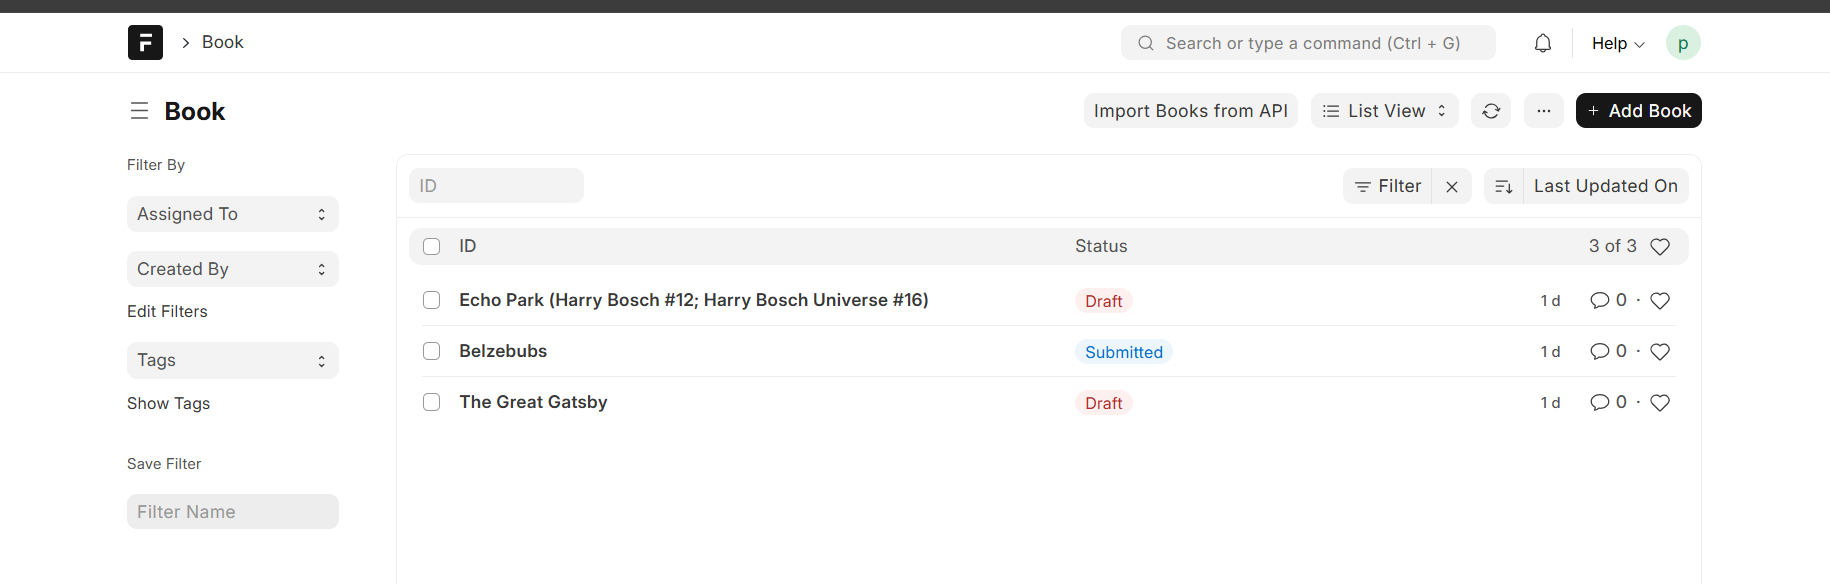 F
Book
Search or type a command (Ctrl + G)
Help
p
Book
Import Books from API
List View
+ Add Book
Filter By
Assigned To
Created By
Edit Filters
Tags
Show Tags
Save Filter
Filter Name
ID
Filter
Last Updated On
ID Status 3 of 3
Echo Park (Harry Bosch #12; Harry Bosch Universe #16) Draft 1 d 0 ·
Belzebubs Submitted 1 d 0 ·
The Great Gatsby Draft 1 d 0 ·